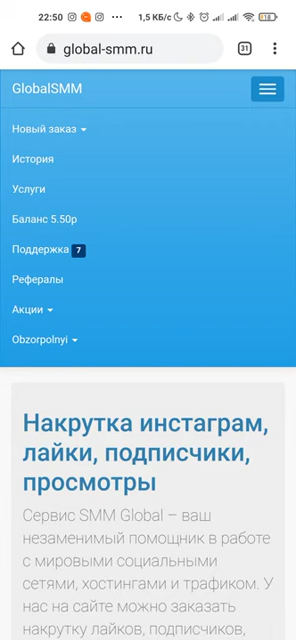 22:50 1,5 КБ/с 18
global-smm.ru 31
GlobalSMM
Новый заказ
История
Услуги
Баланс 5.50р
Поддержка 7
Рефералы
Акции
Obzorpolnyi
Накрутка инстаграм,
лайки, подписчики,
просмотры
Сервис SMM Global – ваш
незаменимый помощник в работе
с мировыми социальными
сетями, хостингами и трафиком. У
нас на сайте можно заказать
накрутку лайков, подписчиков,